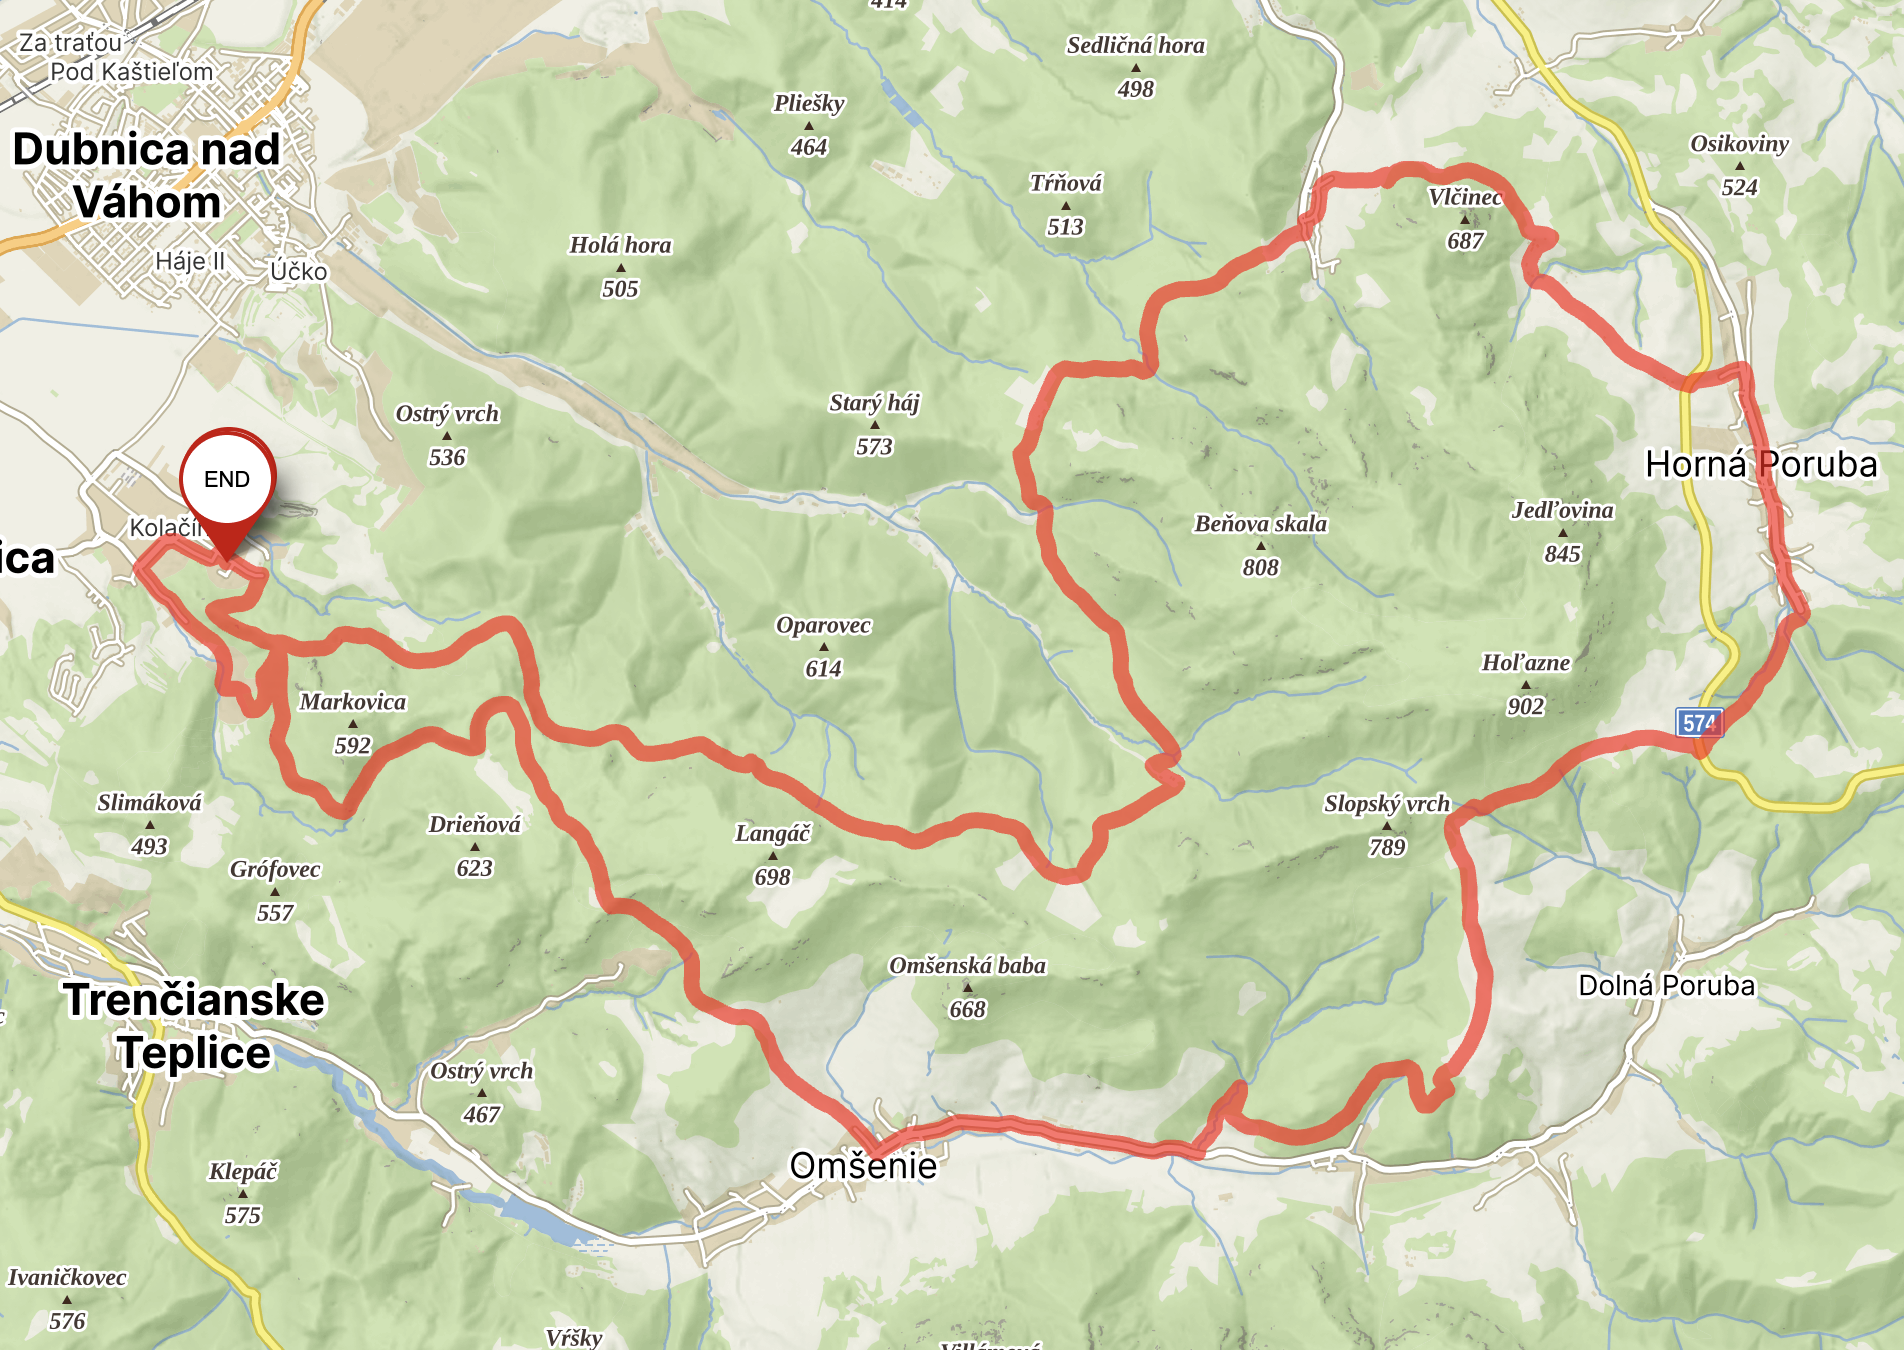 414
Za traťou
Pod Kaštieľom
Sedličná hora
498
Pliešky
464
Dubnica nad
Váhom
Osikoviny
524
Tŕňová
513
Vlčinec
687
Háje II
Účko
Holá hora
505
Ostrý vrch
536
Starý háj
573
Horná Poruba
END
Kolačín
ica
Beňova skala
808
Jedľovina
845
Oparovec
614
Hoľazne
902
Markovica
592
574
Slimáková
493
Drieňová
623
Langáč
698
Slopský vrch
789
Grófovec
557
Omšenská baba
668
Dolná Poruba
Trenčianske
Teplice
Ostrý vrch
467
Omšenie
Klepáč
575
Ivaničkovec
576
Vŕšky